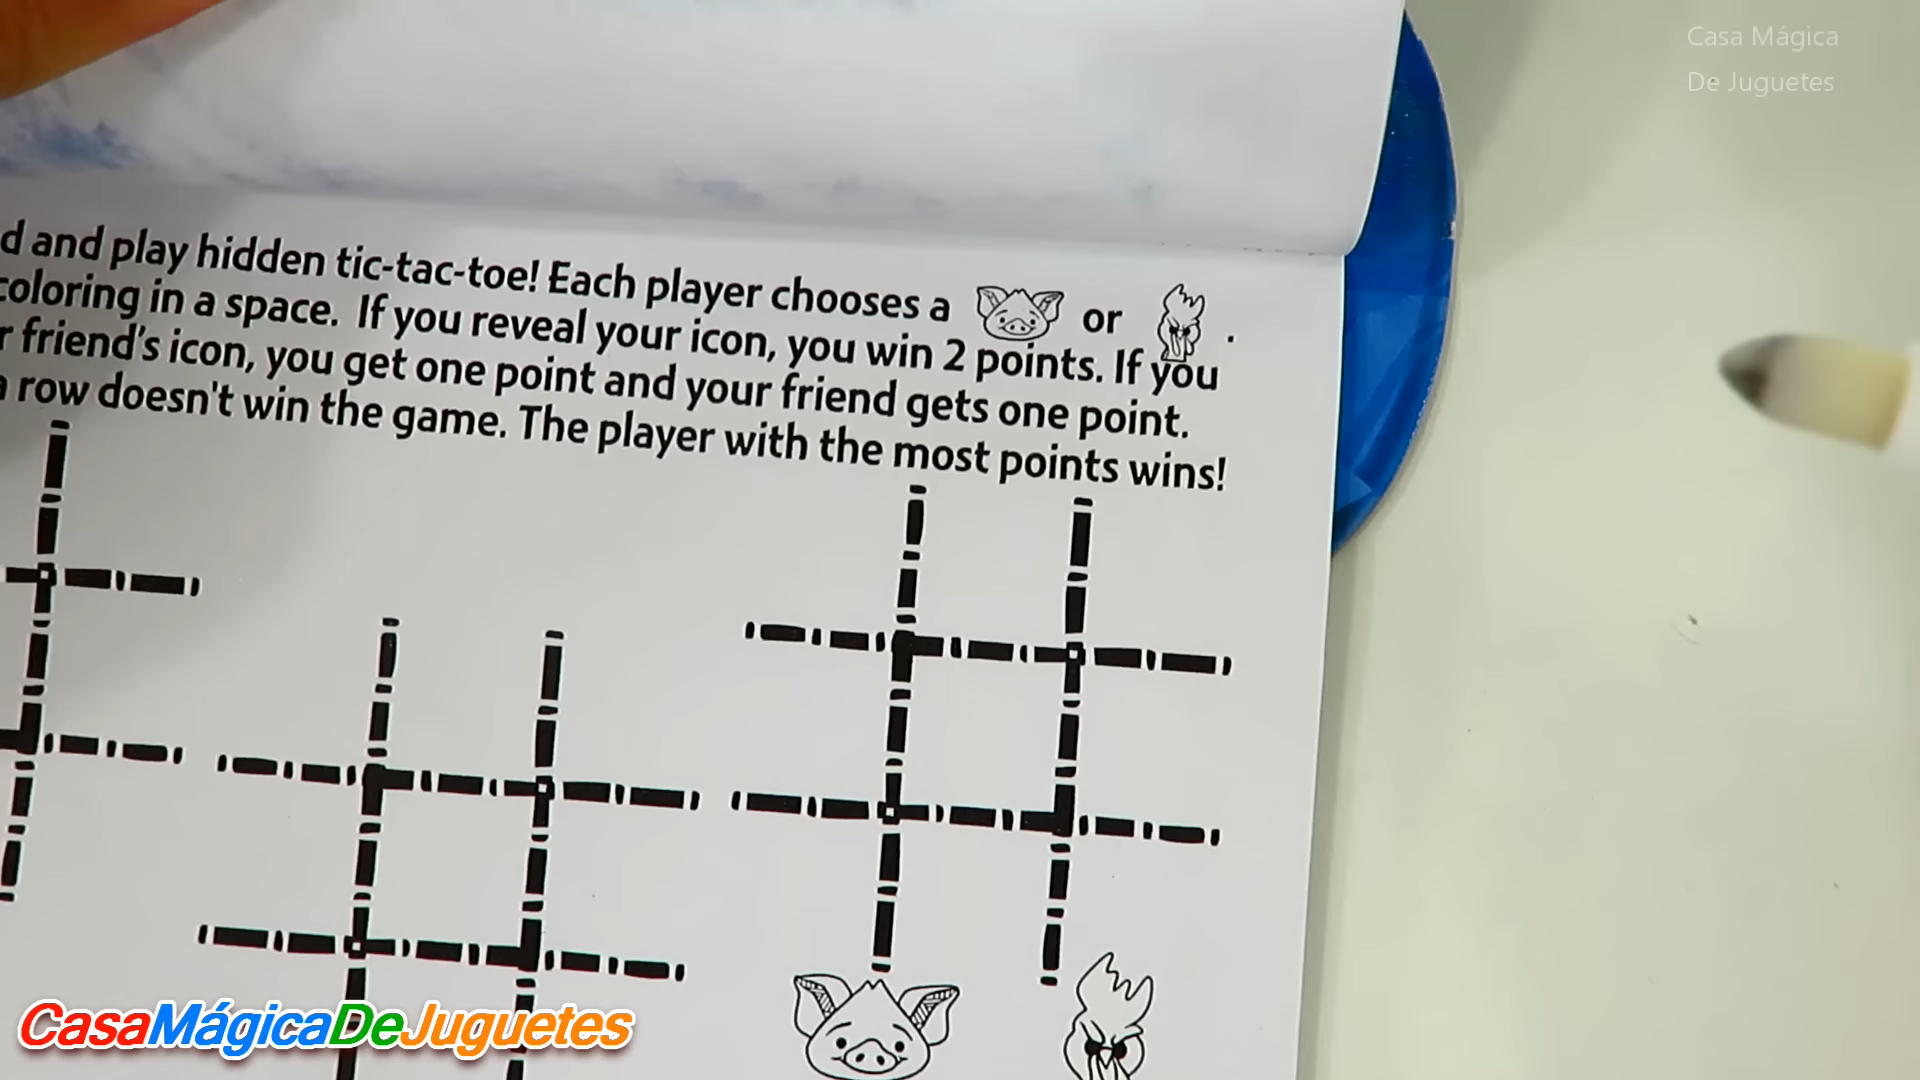 Casa Mágica
De Juguetes
and play hidden tic-tac-toe! Each player chooses a or .
coloring in a space. If you reveal your icon, you win 2 points. If you
friend's icon, you get one point and your friend gets one point.
row doesn't win the game. The player with the most points wins!
CasaMágicaDeJuguetes